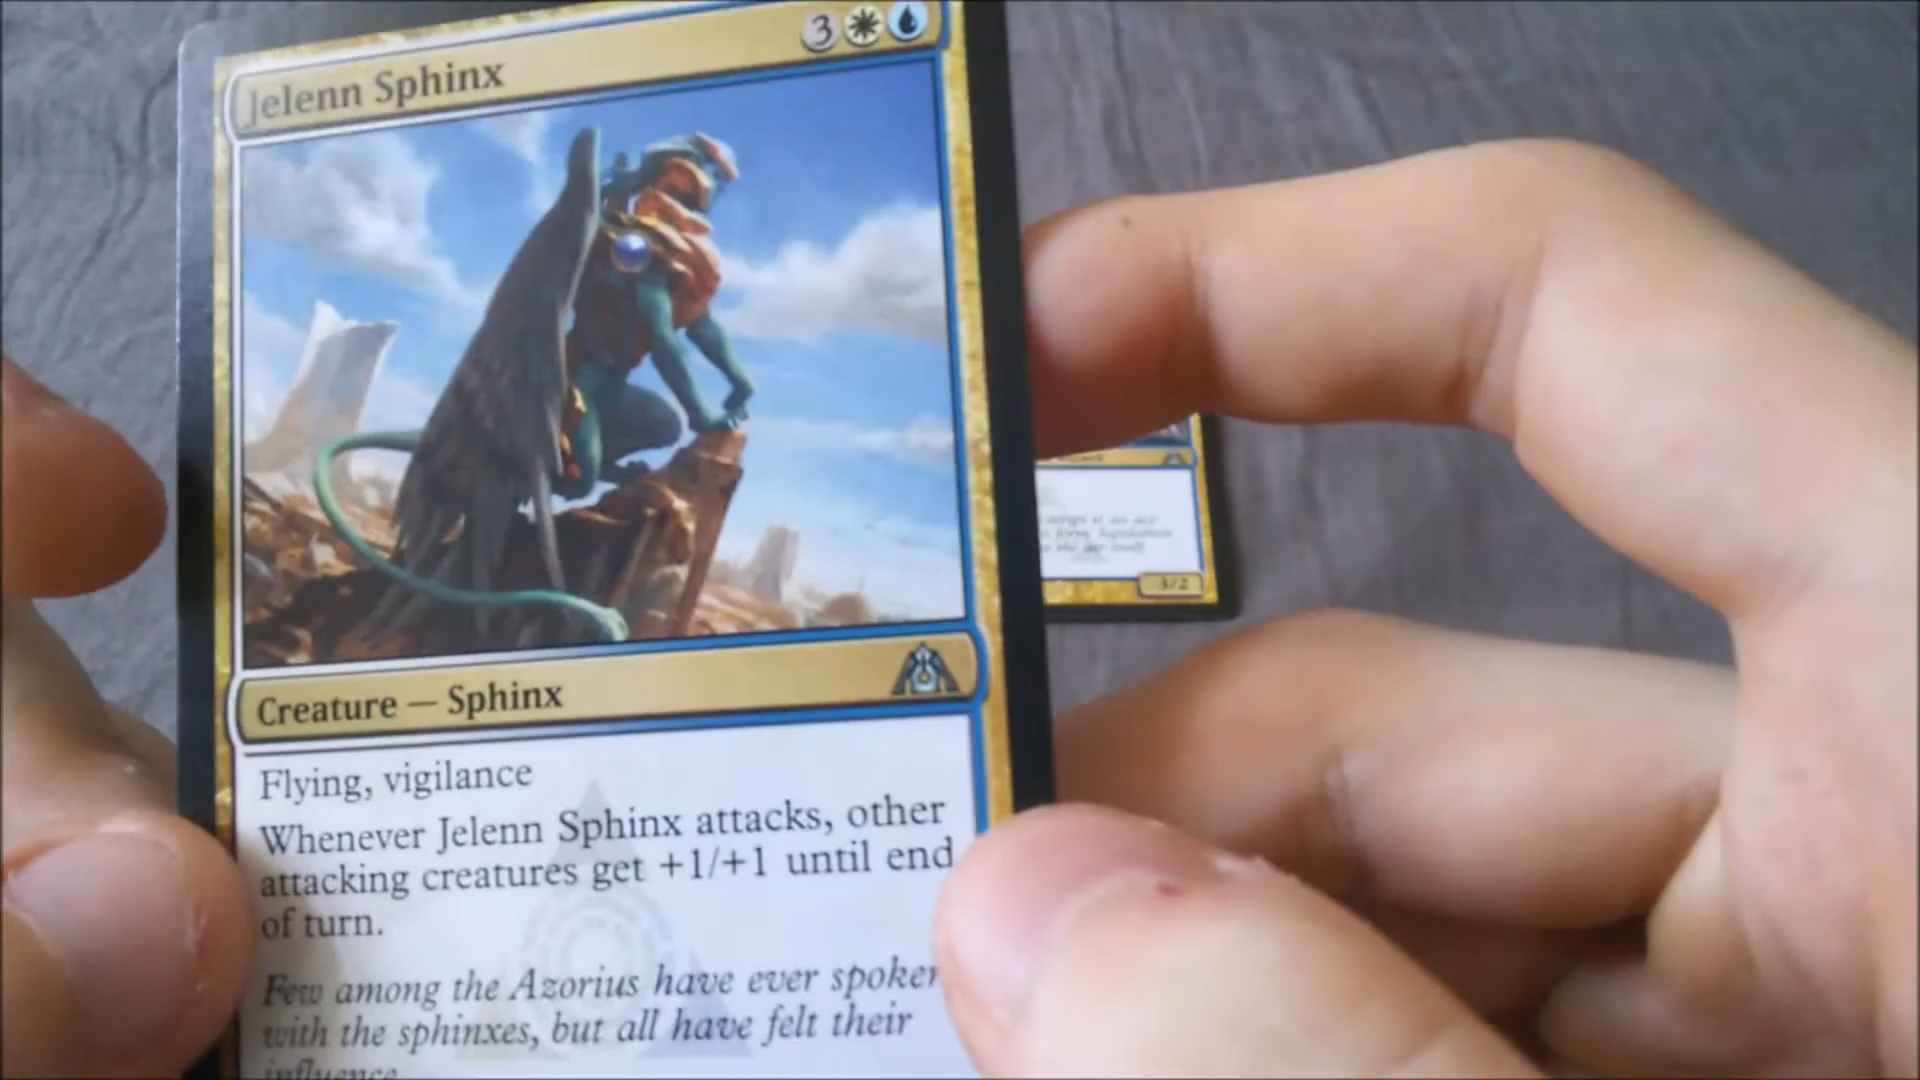 Jelenn Sphinx
3
Creature — Sphinx
Flying, vigilance
Whenever Jelenn Sphinx attacks, other
attacking creatures get +1/+1 until end
of turn.
Few among the Azorius have ever spoken
with the sphinxes, but all have felt their
influence
3/2